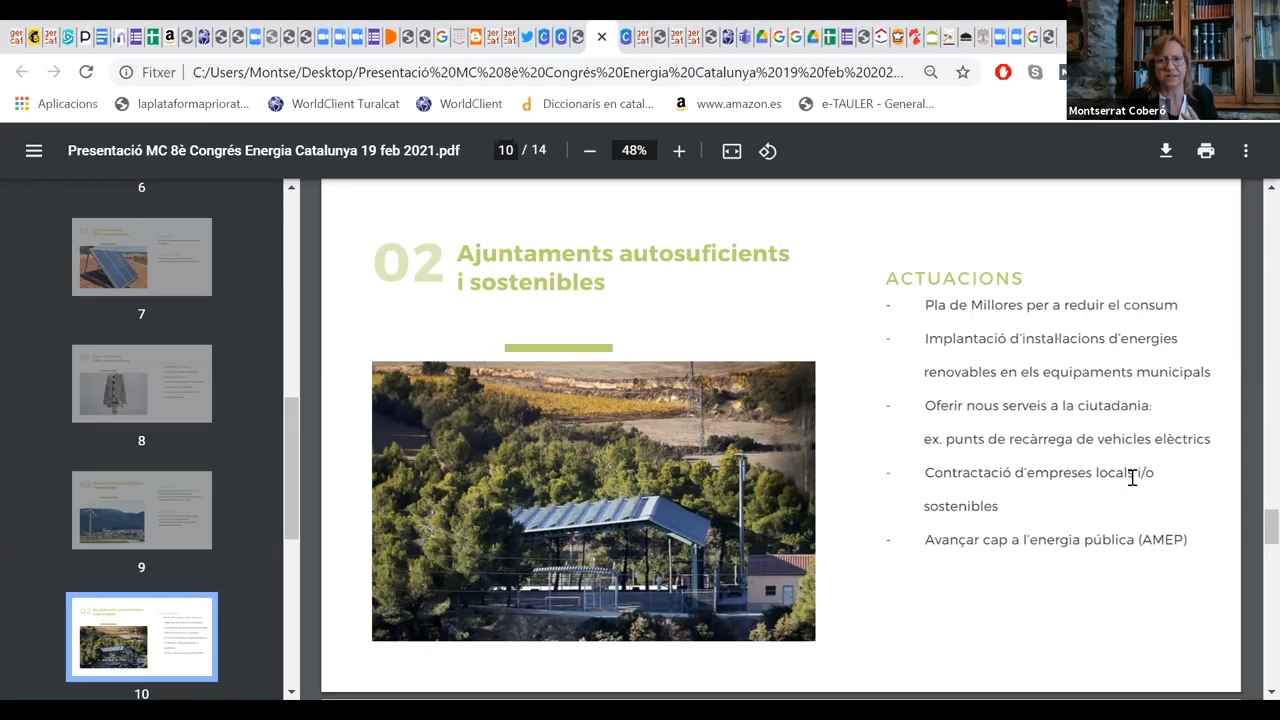 Fitxer
C:/Users/Montse/Desktop/Presentació%20MC%208è%20Congrés%20Energia%20Catalunya%2019%20feb%20202...
Aplicacions
laplataformapriorat...
WorldClient Turalcat
WorldClient
Diccionaris en catal...
www.amazon.es
e-TAULER - General...
Montserrat Coberó
Presentació MC 8è Congrés Energia Catalunya 19 feb 2021.pdf
10 / 14
48%
6
7
8
9
10
02 Ajuntaments autosuficients
i sostenibles
ACTUACIONS
- Pla de Millores per a reduir el consum
- Implantació d'instal·lacions d'energies
renovables en els equipaments municipals
- Oferir nous serveis a la ciutadania:
ex. punts de recàrrega de vehicles elèctrics
- Contractació d'empreses locals i/o
sostenibles
- Avançar cap a l'energia pública (AMEP)